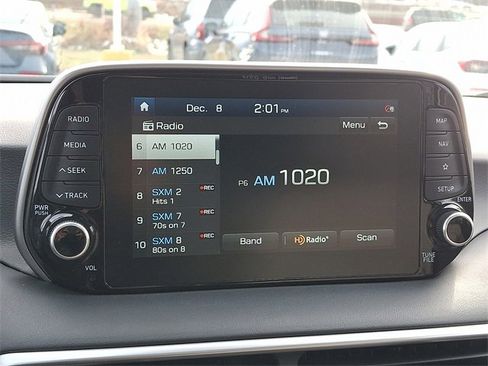 Dec. 8 2:01 PM
Radio Menu
6 AM 1020
7 AM 1250
8 SXM 2 REC
Hits 1
9 SXM 7 REC
70s on 7
10 SXM 8 REC
80s on 8
P6 AM 1020
Band HD Radio Scan
RADIO
MEDIA
SEEK
TRACK
PWR
PUSH
VOL
MAP
NAV
SETUP
ENTER
TUNE
FILE